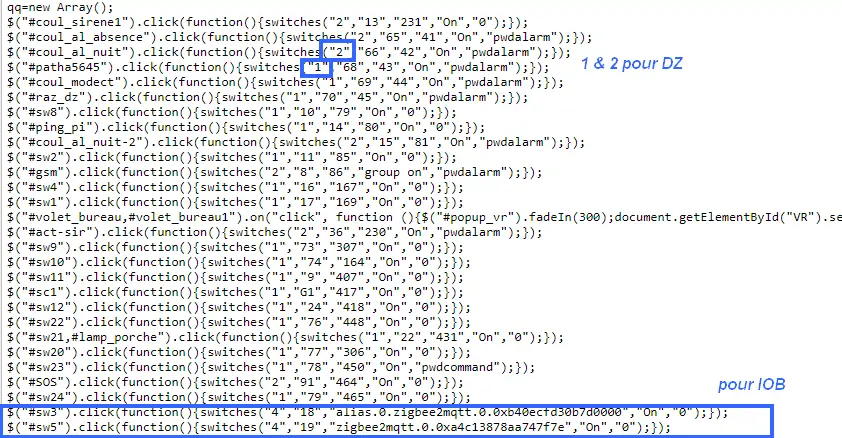 qq=new Array();
$("#coul_sirene1").click(function(){switches("2","13","231","On","0");});
$("#coul_al_absence").click(function(){switches("2","65","41","On","pwdalarm");});
$("#coul_al_nuit").click(function(){switches("2","66","42","On","pwdalarm");});
1 & 2 pour DZ
$("#patha5645").click(function(){switches("1","68","43","On","pwdalarm");});
$("#coul_modect").click(function(){switches("1","69","44","On","pwdalarm");});
$("#raz_dz").click(function(){switches("1","70","45","On","pwdalarm");});
$("#sw8").click(function(){switches("1","10","79","On","0");});
$("#ping_pi").click(function(){switches("1","14","80","On","0");});
$("#coul_al_nuit-2").click(function(){switches("2","15","81","On","pwdalarm");});
$("#sw2").click(function(){switches("1","11","85","On","0");});
$("#gsm").click(function(){switches("2","8","86","group on","pwdalarm");});
$("#sw4").click(function(){switches("1","16","167","On","0");});
$("#sw1").click(function(){switches("1","17","169","On","0");});
$("#volet_bureau,#volet_bureau1").on("click", function (){$("#popup_vr").fadeIn(300);document.getElementById("VR").se
$("#act-sir").click(function(){switches("2","36","230","On","pwdalarm");});
$("#sw9").click(function(){switches("1","73","307","On","0");});
$("#sw10").click(function(){switches("1","74","164","On","0");});
$("#sw11").click(function(){switches("1","9","407","On","0");});
$("#sc1").click(function(){switches("1","G1","417","On","0");});
$("#sw12").click(function(){switches("1","24","418","On","0");});
$("#sw22").click(function(){switches("1","76","448","On","0");});
$("#sw21,#lamp_porche").click(function(){switches("1","22","431","On","0");});
$("#sw20").click(function(){switches("1","77","306","On","0");});
$("#sw23").click(function(){switches("1","78","450","On","pwdcommand");});
$("#SOS").click(function(){switches("2","91","464","On","0");});
pour IOB
$("#sw24").click(function(){switches("1","79","465","On","0");});
$("#sw3").click(function(){switches("4","18","alias.0.zigbee2mqtt.0.0xb40ecfd30b7d0000","On","0");});
$("#sw5").click(function(){switches("4","19","zigbee2mqtt.0.0xa4c13878aa747f7e","On","0");});